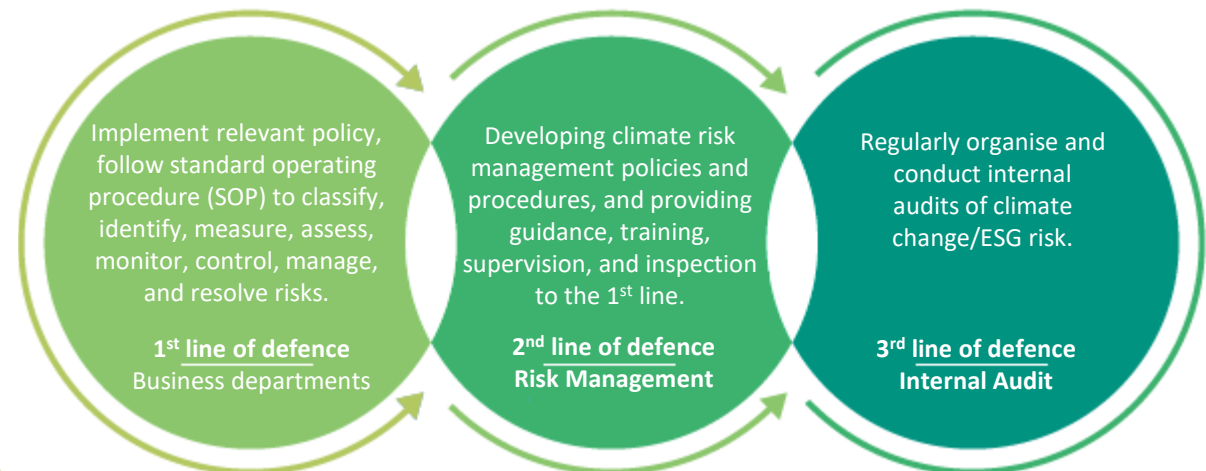 Implement relevant policy,
follow standard operating
procedure (SOP) to classify,
identify, measure, assess,
monitor, control, manage,
and resolve risks.
1st line of defence
Business departments
Developing climate risk
management policies and
procedures, and providing
guidance, training,
supervision, and inspection
to the 1st line.
2nd line of defence
Risk Management
Regularly organise and
conduct internal
audits of climate
change/ESG risk.
3rd line of defence
Internal Audit